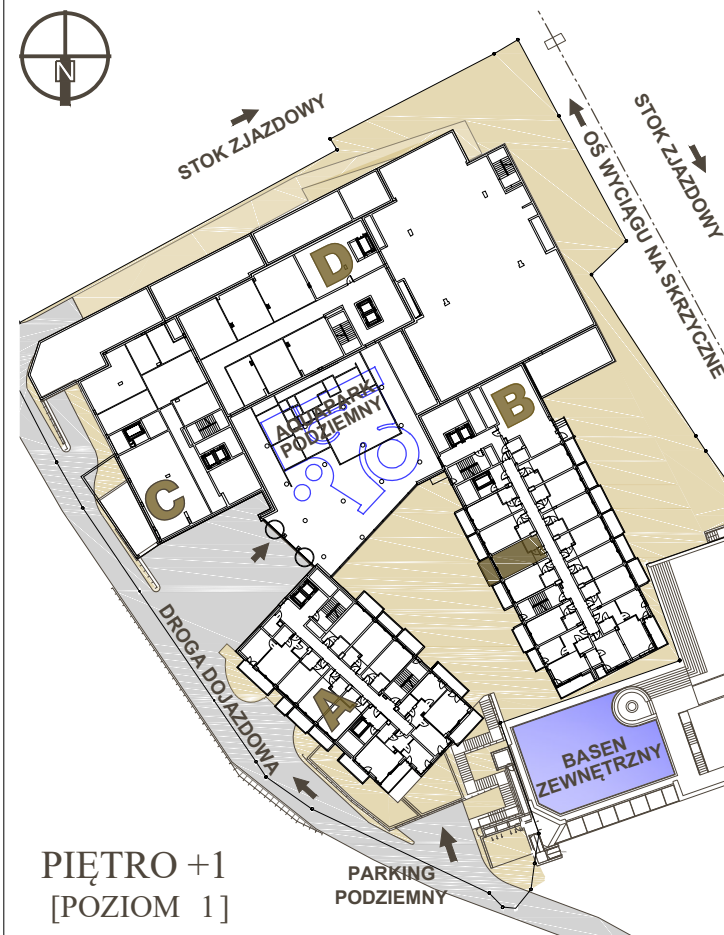 N
STOK ZJAZDOWY
STOK ZJAZDOWY
OŚ WYCIĄGU NA SKRZYCZNE
D
AQUAPARK
PODZIEMNY
B
C
DROGA DOJAZDOWA
A
BASEN
ZEWNĘTRZNY
PARKING
PODZIEMNY
PIĘTRO +1
[POZIOM 1]